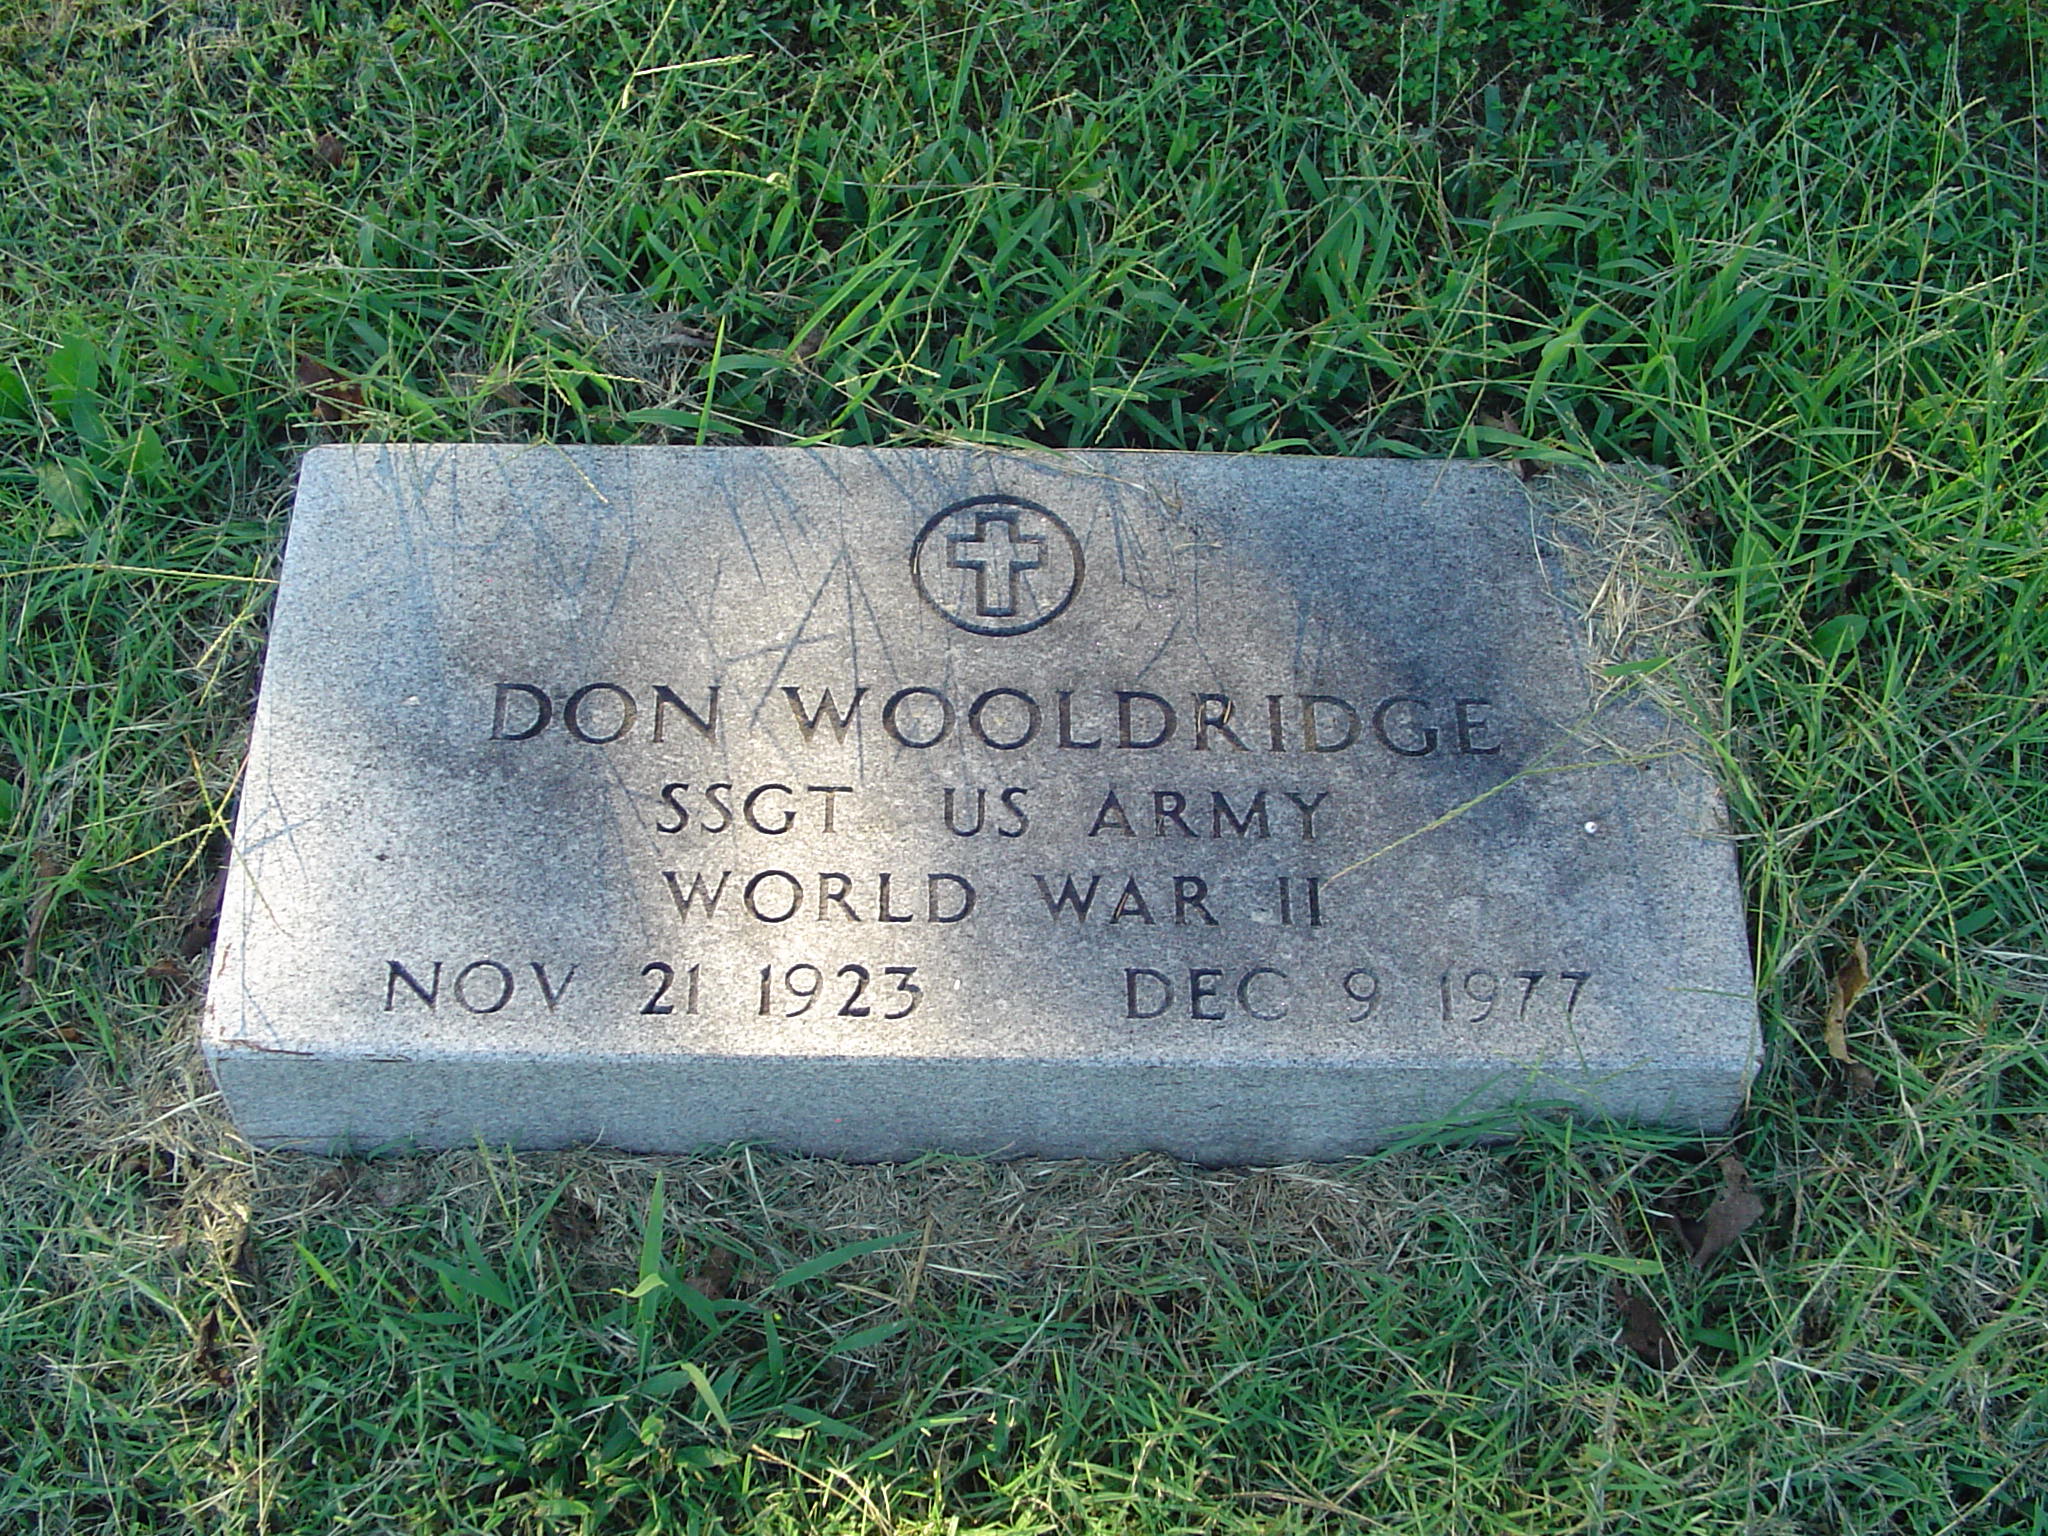 DON WOOLDRIDGE
SSGT US ARMY
WORLD WAR II
NOV 21 1923 DEC 9 1977